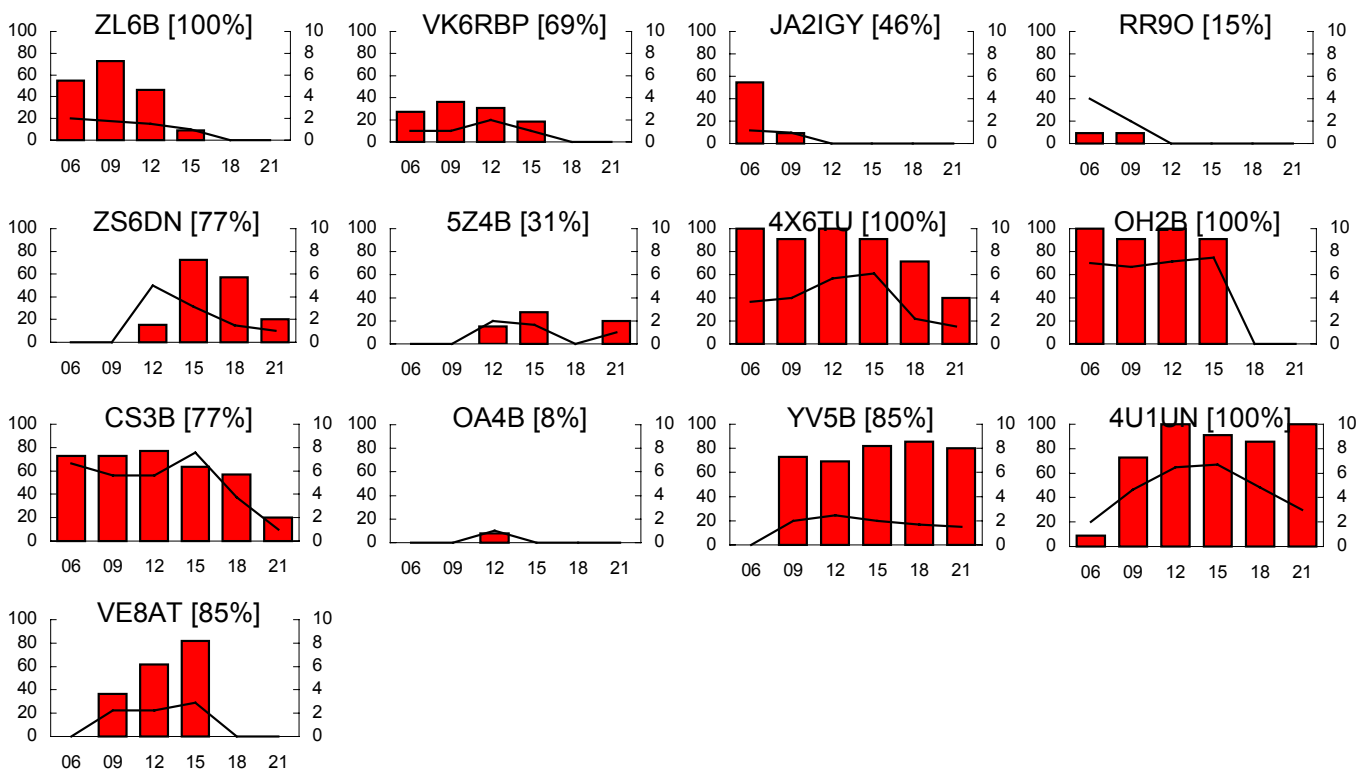 ZL6B [100%]
100 80 60 40 20 0
10 8 6 4 2 0
06 09 12 15 18 21
VK6RBP [69%]
100 80 60 40 20 0
10 8 6 4 2 0
06 09 12 15 18 21
JA2IGY [46%]
100 80 60 40 20 0
10 8 6 4 2 0
06 09 12 15 18 21
RR9O [15%]
100 80 60 40 20 0
10 8 6 4 2 0
06 09 12 15 18 21
ZS6DN [77%]
100 80 60 40 20 0
10 8 6 4 2 0
06 09 12 15 18 21
5Z4B [31%]
100 80 60 40 20 0
10 8 6 4 2 0
06 09 12 15 18 21
4X6TU [100%]
100 80 60 40 20 0
10 8 6 4 2 0
06 09 12 15 18 21
OH2B [100%]
100 80 60 40 20 0
10 8 6 4 2 0
06 09 12 15 18 21
CS3B [77%]
100 80 60 40 20 0
10 8 6 4 2 0
06 09 12 15 18 21
OA4B [8%]
100 80 60 40 20 0
10 8 6 4 2 0
06 09 12 15 18 21
YV5B [85%]
100 80 60 40 20 0
10 8 6 4 2 0
06 09 12 15 18 21
4U1UN [100%]
100 80 60 40 20 0
10 8 6 4 2 0
06 09 12 15 18 21
VE8AT [85%]
100 80 60 40 20 0
10 8 6 4 2 0
06 09 12 15 18 21